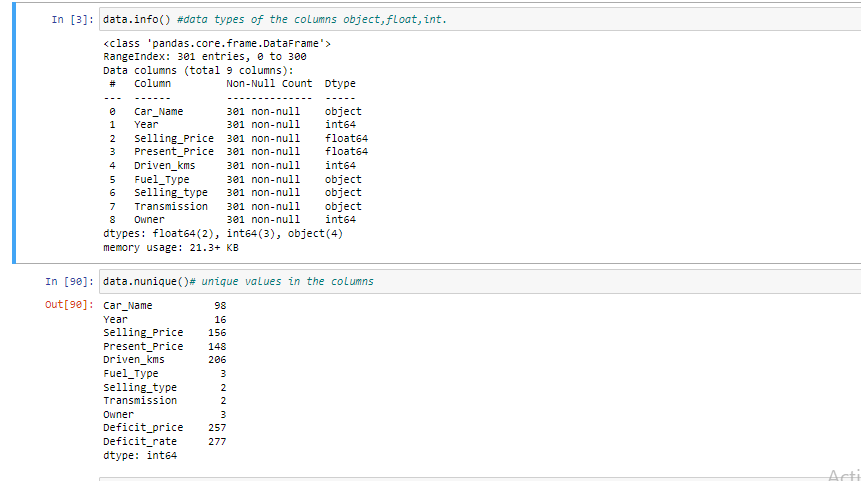 In [3]: data.info() #data types of the columns object,float,int.
<class 'pandas.core.frame.DataFrame'>
RangeIndex: 301 entries, 0 to 300
Data columns (total 9 columns):
 #   Column         Non-Null Count  Dtype
---  ------         --------------  -----
 0   Car_Name       301 non-null    object
 1   Year           301 non-null    int64
 2   Selling_Price  301 non-null    float64
 3   Present_Price  301 non-null    float64
 4   Driven_kms     301 non-null    int64
 5   Fuel_Type      301 non-null    object
 6   Selling_type   301 non-null    object
 7   Transmission   301 non-null    object
 8   Owner          301 non-null    int64
dtypes: float64(2), int64(3), object(4)
memory usage: 21.3+ KB
In [90]: data.nunique()# unique values in the columns
Out[90]: Car_Name          98
Year              16
Selling_Price    156
Present_Price    148
Driven_kms       206
Fuel_Type          3
Selling_type       2
Transmission       2
Owner              3
Deficit_price    257
Deficit_rate     277
dtype: int64
Acti